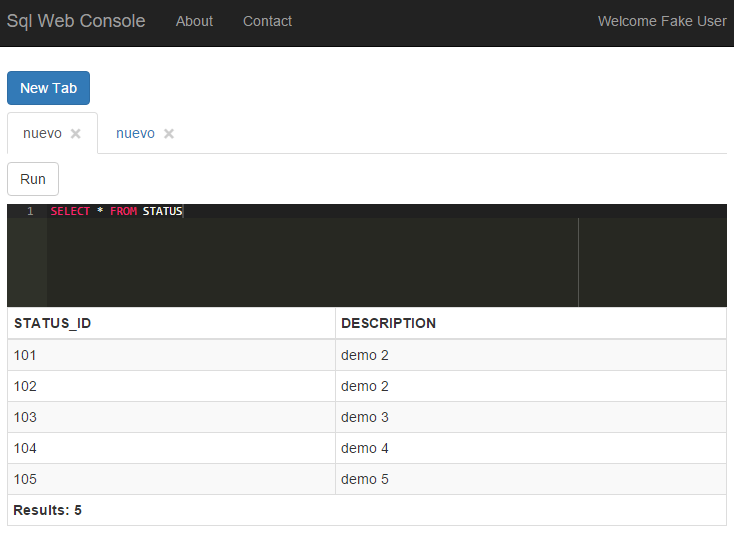 Sql Web Console About Contact Welcome Fake User
New Tab
nuevo × nuevo ×
Run
1 SELECT * FROM STATUS
STATUS_ID DESCRIPTION
101 demo 2
102 demo 2
103 demo 3
104 demo 4
105 demo 5
Results: 5